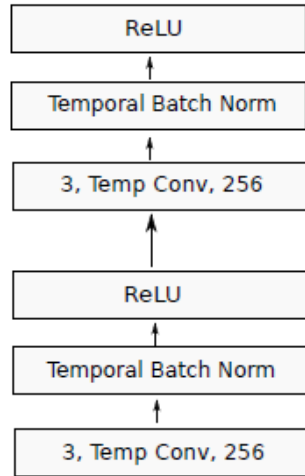 ReLU
Temporal Batch Norm
3, Temp Conv, 256
ReLU
Temporal Batch Norm
3, Temp Conv, 256